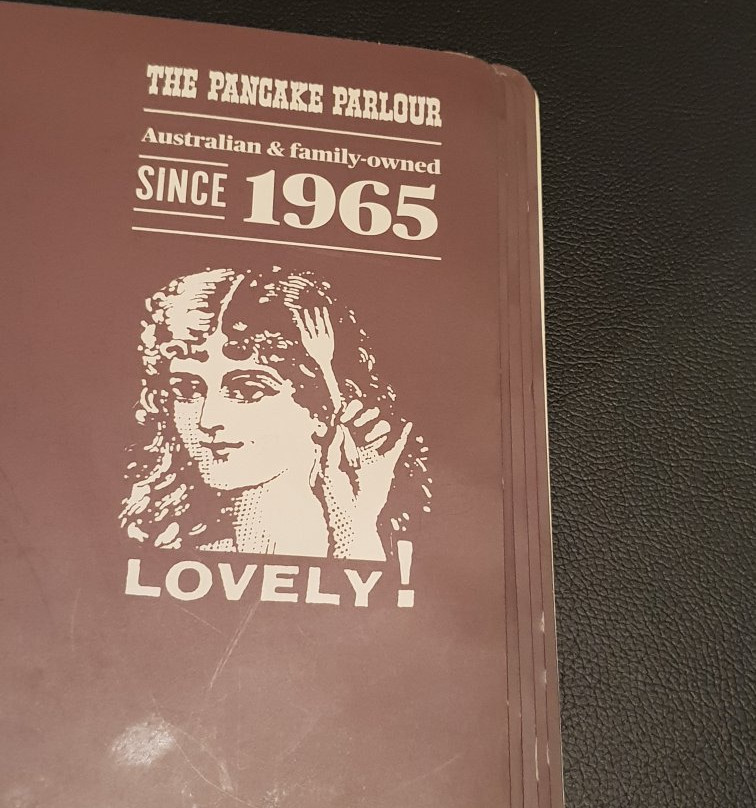 THE PANCAKE PARLOUR
Australian & family-owned
SINCE 1965
LOVELY!